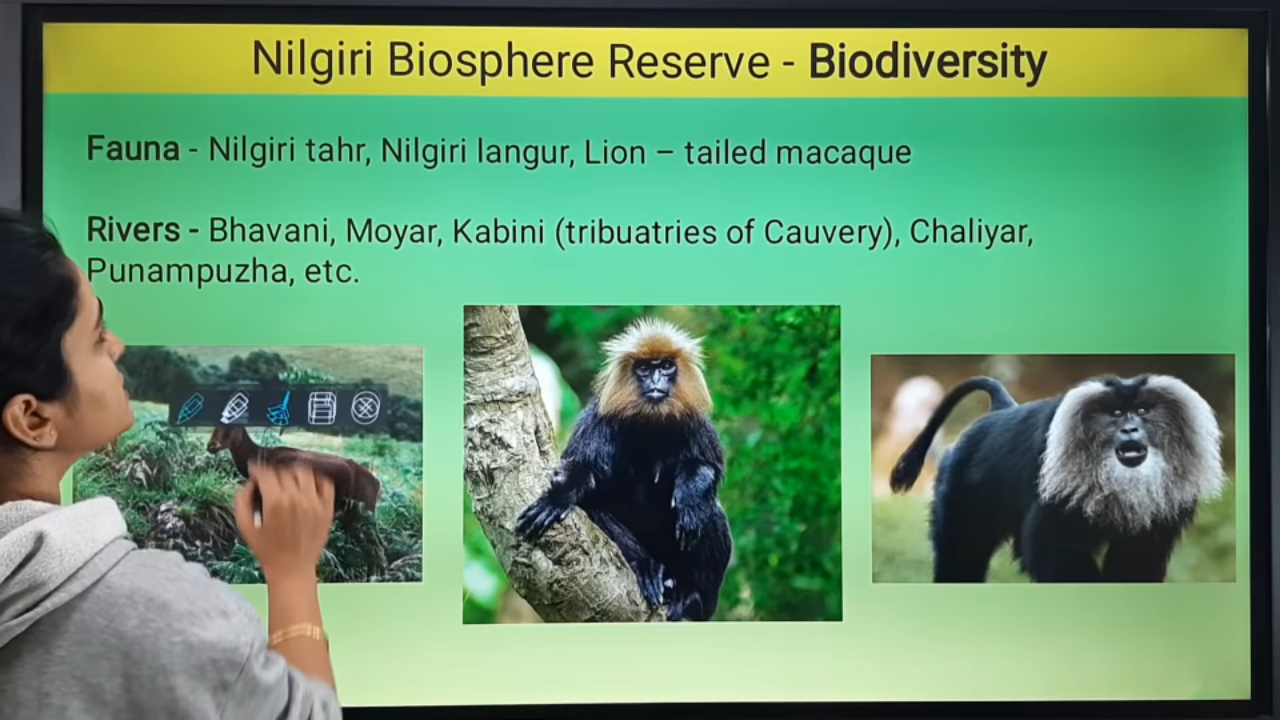 Nilgiri Biosphere Reserve - Biodiversity
Fauna - Nilgiri tahr, Nilgiri langur, Lion – tailed macaque
Rivers - Bhavani, Moyar, Kabini (tribuatries of Cauvery), Chaliyar,
Punampuzha, etc.